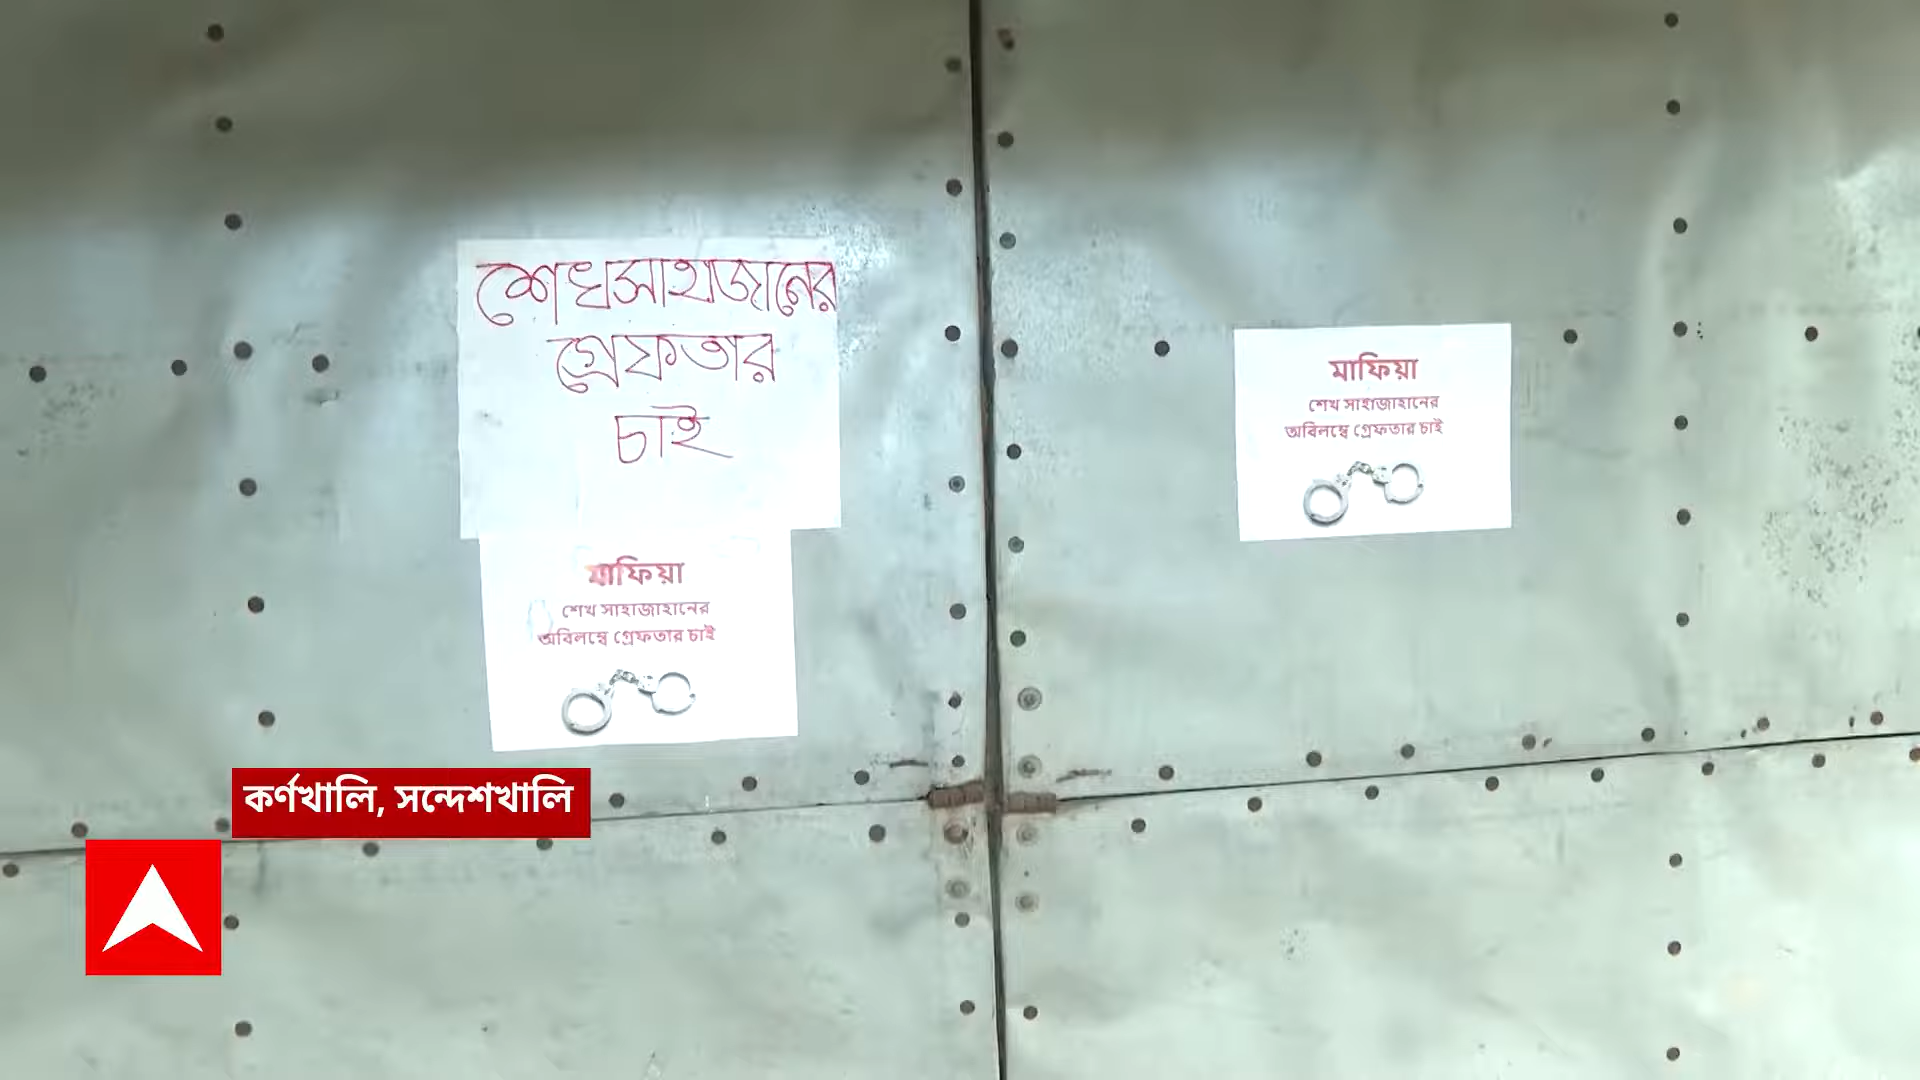 শেখসাহাজানের
গ্রেফতার
চাই
মাফিয়া
শেখ সাহাজাহানের
অবিলম্বে গ্রেফতার চাই
মাফিয়া
শেখ সাহাজাহানের
অবিলম্বে গ্রেফতার চাই
কর্ণখালি, সন্দেশখালি